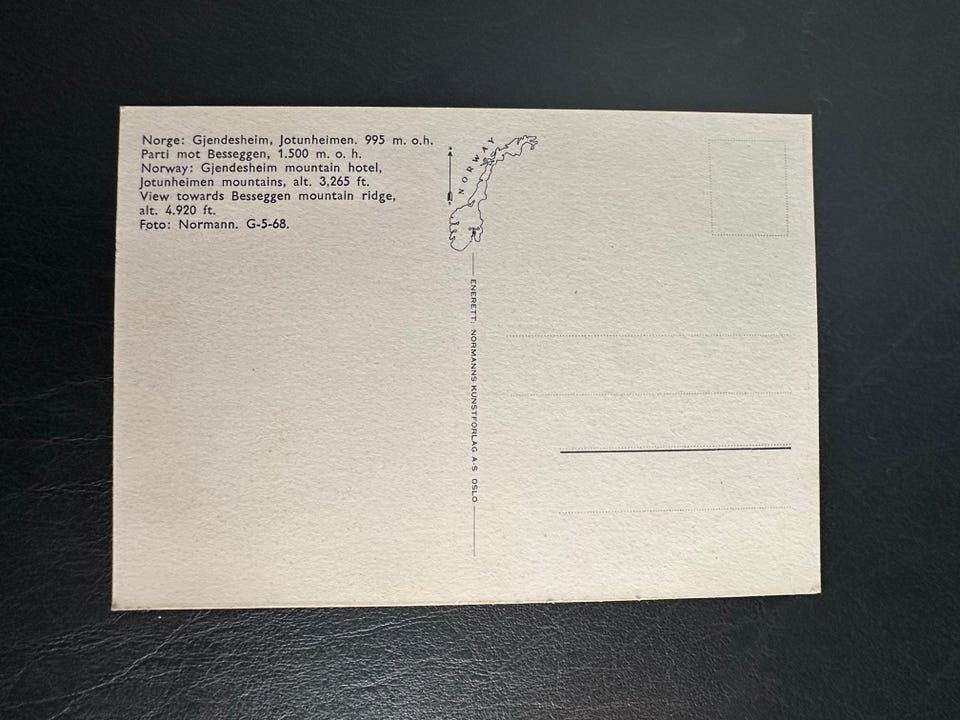 Norge: Gjendesheim, Jotunheimen. 995 m. o.h.
Parti mot Besseggen, 1.500 m. o. h.
Norway: Gjendesheim mountain hotel,
Jotunheimen mountains, alt. 3,265 ft.
View towards Besseggen mountain ridge,
alt. 4.920 ft.
Foto: Normann. G-5-68.
NORWAY
ENERETT: NORMANNS KUNSTFORLAG A-S OSLO